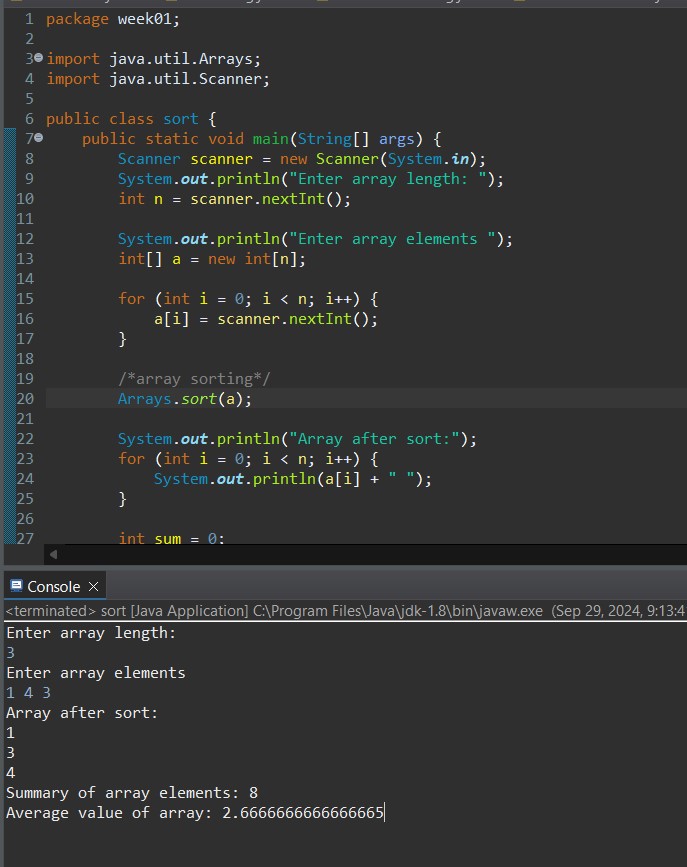 1 package week01;
2
3 import java.util.Arrays;
4 import java.util.Scanner;
5
6 public class sort {
7     public static void main(String[] args) {
8         Scanner scanner = new Scanner(System.in);
9         System.out.println("Enter array length: ");
10         int n = scanner.nextInt();
11
12         System.out.println("Enter array elements ");
13         int[] a = new int[n];
14
15         for (int i = 0; i < n; i++) {
16             a[i] = scanner.nextInt();
17         }
18
19         /*array sorting*/
20         Arrays.sort(a);
21
22         System.out.println("Array after sort:");
23         for (int i = 0; i < n; i++) {
24             System.out.println(a[i] + " ");
25         }
26
27         int sum = 0;
Console
<terminated> sort [Java Application] C:\Program Files\Java\jdk-1.8\bin\javaw.exe (Sep 29, 2024, 9:13:4
Enter array length:
3
Enter array elements
1 4 3
Array after sort:
1
3
4
Summary of array elements: 8
Average value of array: 2.6666666666666665